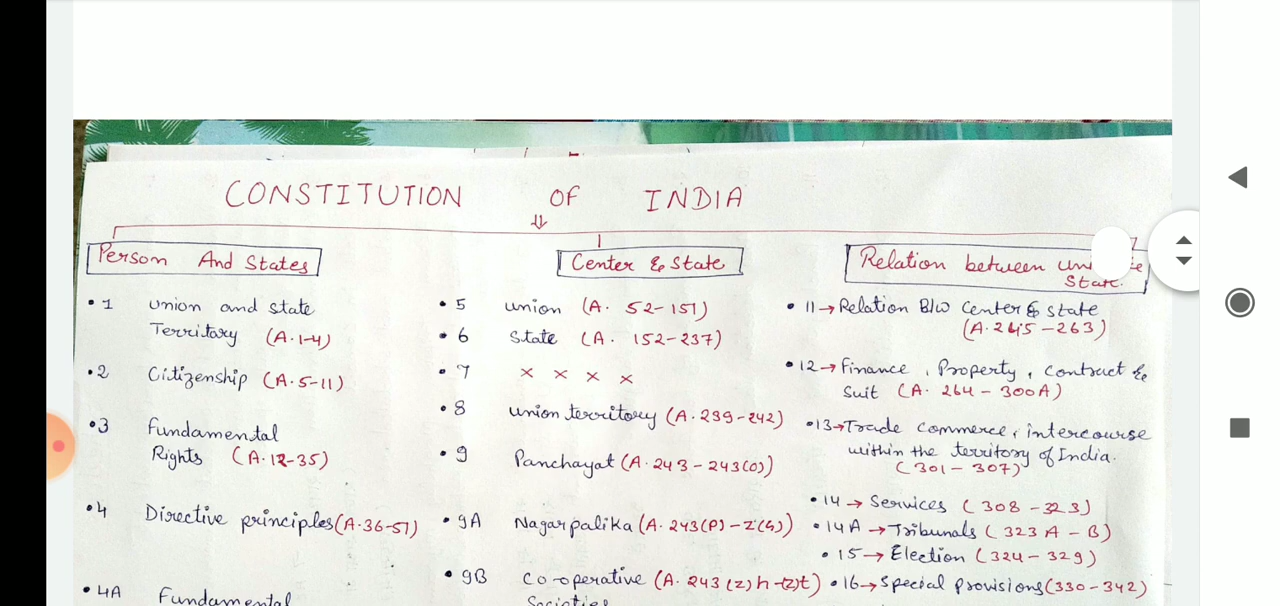 CONSTITUTION OF INDIA
Person And States
• 1 Union and state
Territory (A. 1-4)
• 2 Citizenship (A. 5-11)
• 3 Fundamental
Rights (A. 12-35)
• 4 Directive principles (A. 36-51)
• 4A Fundamental
Center & State
• 5 Union (A. 52-151)
• 6 State (A. 152-237)
• 7 × × × ×
• 8 Union territory (A. 239-242)
• 9 Panchayat (A. 243 - 243(O))
• 9A Nagarpalika (A. 243(P) - Z(G))
• 9B Co-operative (A. 243 (Z) h - (Z)t)
Societies
Relation between
State.
• 11 → Relation B/w Center & state
(A. 245 - 263)
• 12 → Finance, Property, Contract &
Suit (A. 264 - 300A)
• 13 → Trade commerce, intercourse
within the territory of India.
(301 - 307)
• 14 → Services (308 - 323)
• 14A → Tribunals (323 A - B)
• 15 → Election (324 - 329)
• 16 → Special Provisions (330 - 342)